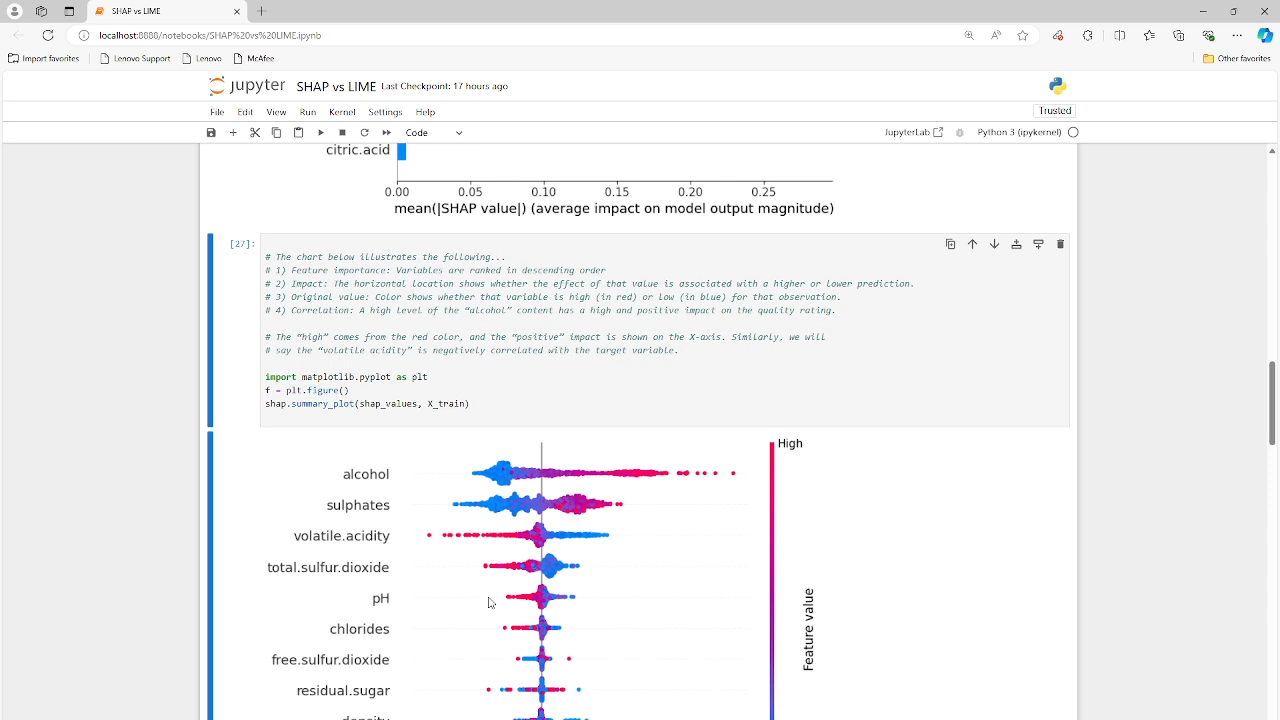 SHAP vs LIME
localhost:8888/notebooks/SHAP%20vs%20LIME.ipynb
Import favorites
Lenovo Support
Lenovo
McAfee
Other favorites
jupyter SHAP vs LIME Last Checkpoint: 17 hours ago
File Edit View Run Kernel Settings Help
Trusted
Code
JupyterLab
Python 3 (ipykernel)
citric.acid
0.00 0.05 0.10 0.15 0.20 0.25
mean(|SHAP value|) (average impact on model output magnitude)
[27]:
# The chart below illustrates the following...
# 1) Feature importance: Variables are ranked in descending order
# 2) Impact: The horizontal location shows whether the effect of that value is associated with a higher or lower prediction.
# 3) Original value: Color shows whether that variable is high (in red) or low (in blue) for that observation.
# 4) Correlation: A high level of the “alcohol” content has a high and positive impact on the quality rating.
# The “high” comes from the red color, and the “positive” impact is shown on the X-axis. Similarly, we will
# say the “volatile acidity” is negatively correlated with the target variable.
import matplotlib.pyplot as plt
f = plt.figure()
shap.summary_plot(shap_values, X_train)
High
alcohol
sulphates
volatile.acidity
total.sulfur.dioxide
pH
chlorides
free.sulfur.dioxide
residual.sugar
density
Feature value